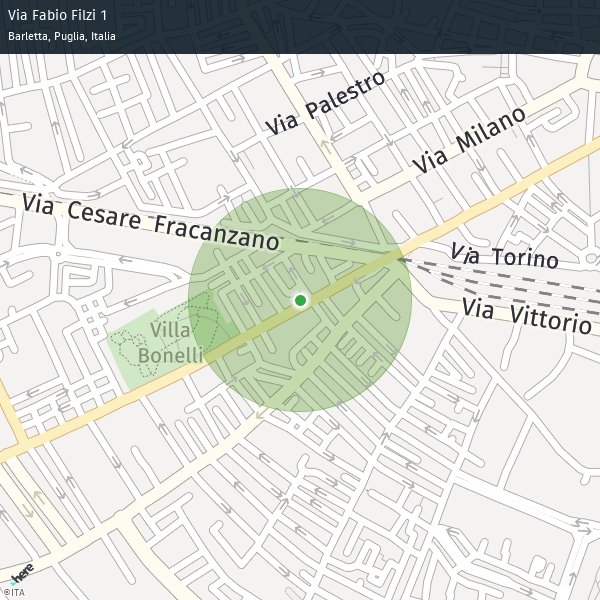 Via Fabio Filzi 1
Barletta, Puglia, Italia
Via Palestro
Via Milano
Via Cesare Fracanzano
Via Torino
Via Vittorio
Villa
Bonelli
here
©ITA